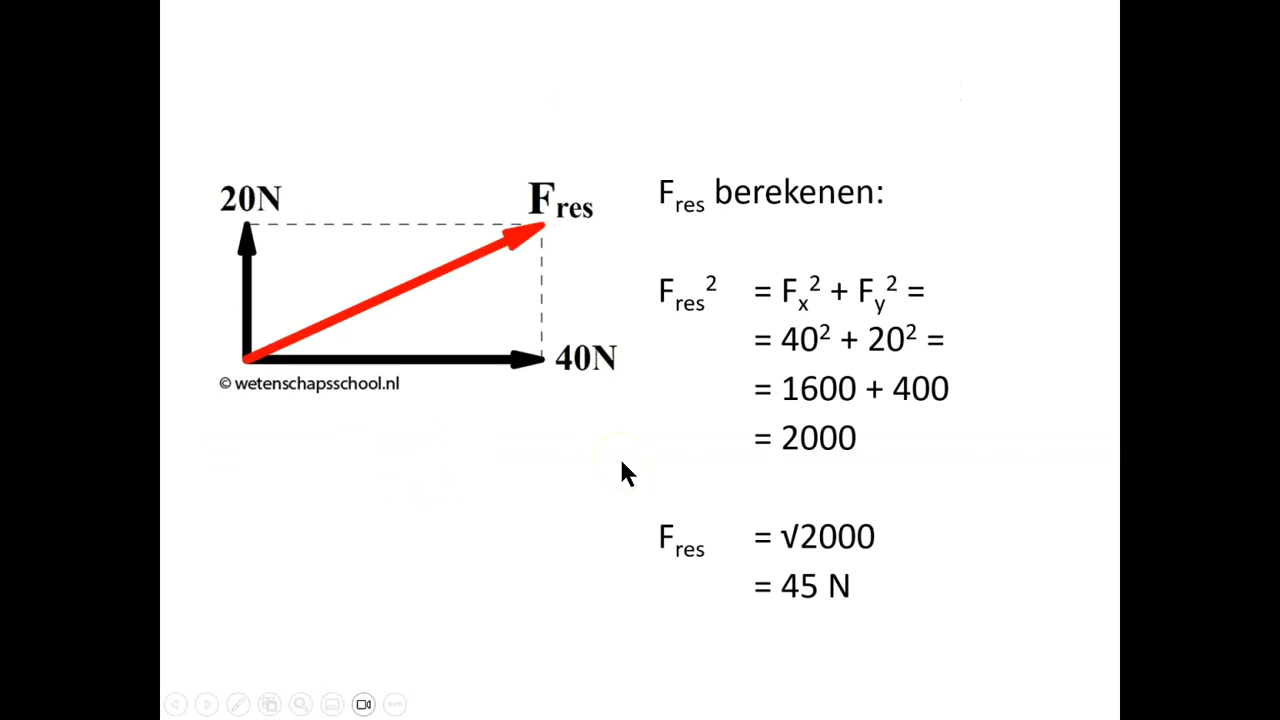 20N
Fres
40N
© wetenschapsschool.nl
Fres berekenen:
Fres² = Fx² + Fy² =
= 40² + 20² =
= 1600 + 400
= 2000
Fres = √2000
= 45 N